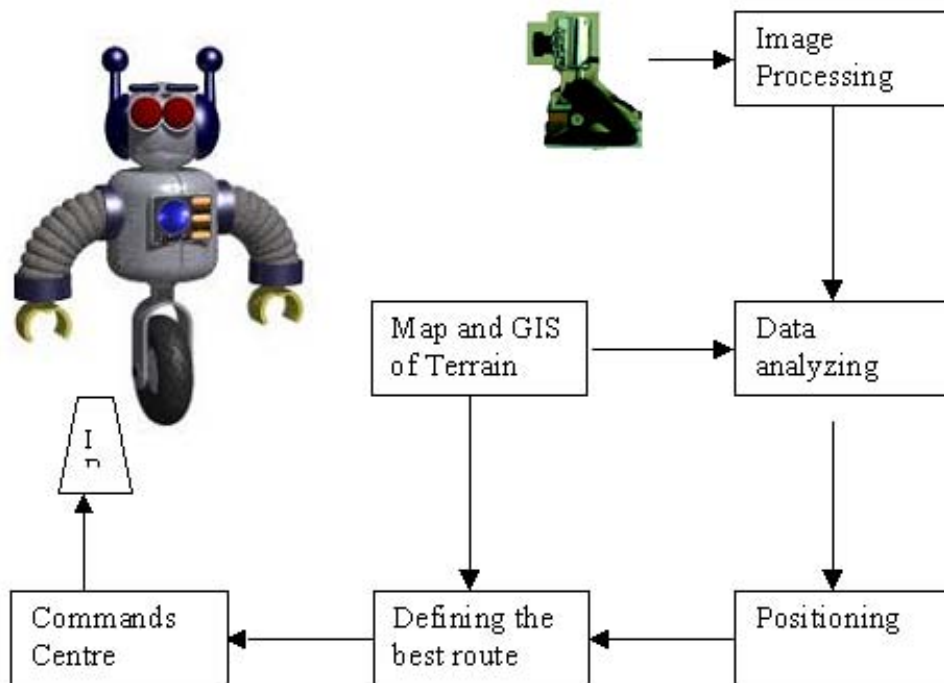 Image
Processing
Map and GIS
of Terrain
Data
analyzing
Commands
Centre
Defining the
best route
Positioning